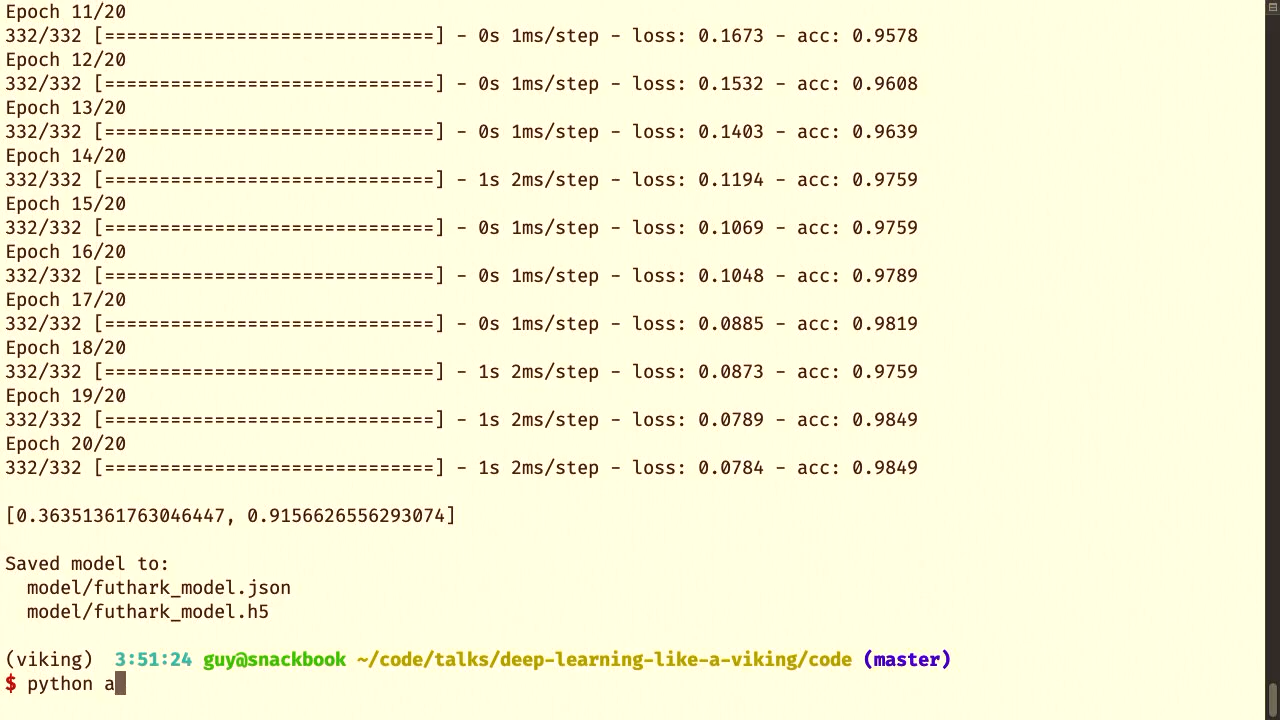 Epoch 11/20
332/332 [==============================] - 0s 1ms/step - loss: 0.1673 - acc: 0.9578
Epoch 12/20
332/332 [==============================] - 0s 1ms/step - loss: 0.1532 - acc: 0.9608
Epoch 13/20
332/332 [==============================] - 0s 1ms/step - loss: 0.1403 - acc: 0.9639
Epoch 14/20
332/332 [==============================] - 1s 2ms/step - loss: 0.1194 - acc: 0.9759
Epoch 15/20
332/332 [==============================] - 0s 1ms/step - loss: 0.1069 - acc: 0.9759
Epoch 16/20
332/332 [==============================] - 0s 1ms/step - loss: 0.1048 - acc: 0.9789
Epoch 17/20
332/332 [==============================] - 0s 1ms/step - loss: 0.0885 - acc: 0.9819
Epoch 18/20
332/332 [==============================] - 1s 2ms/step - loss: 0.0873 - acc: 0.9759
Epoch 19/20
332/332 [==============================] - 1s 2ms/step - loss: 0.0789 - acc: 0.9849
Epoch 20/20
332/332 [==============================] - 1s 2ms/step - loss: 0.0784 - acc: 0.9849
[0.36351361763046447, 0.9156626556293074]
Saved model to:
  model/futhark_model.json
  model/futhark_model.h5
(viking)  3:51:24 guy@snackbook ~/code/talks/deep-learning-like-a-viking/code (master)
$ python a